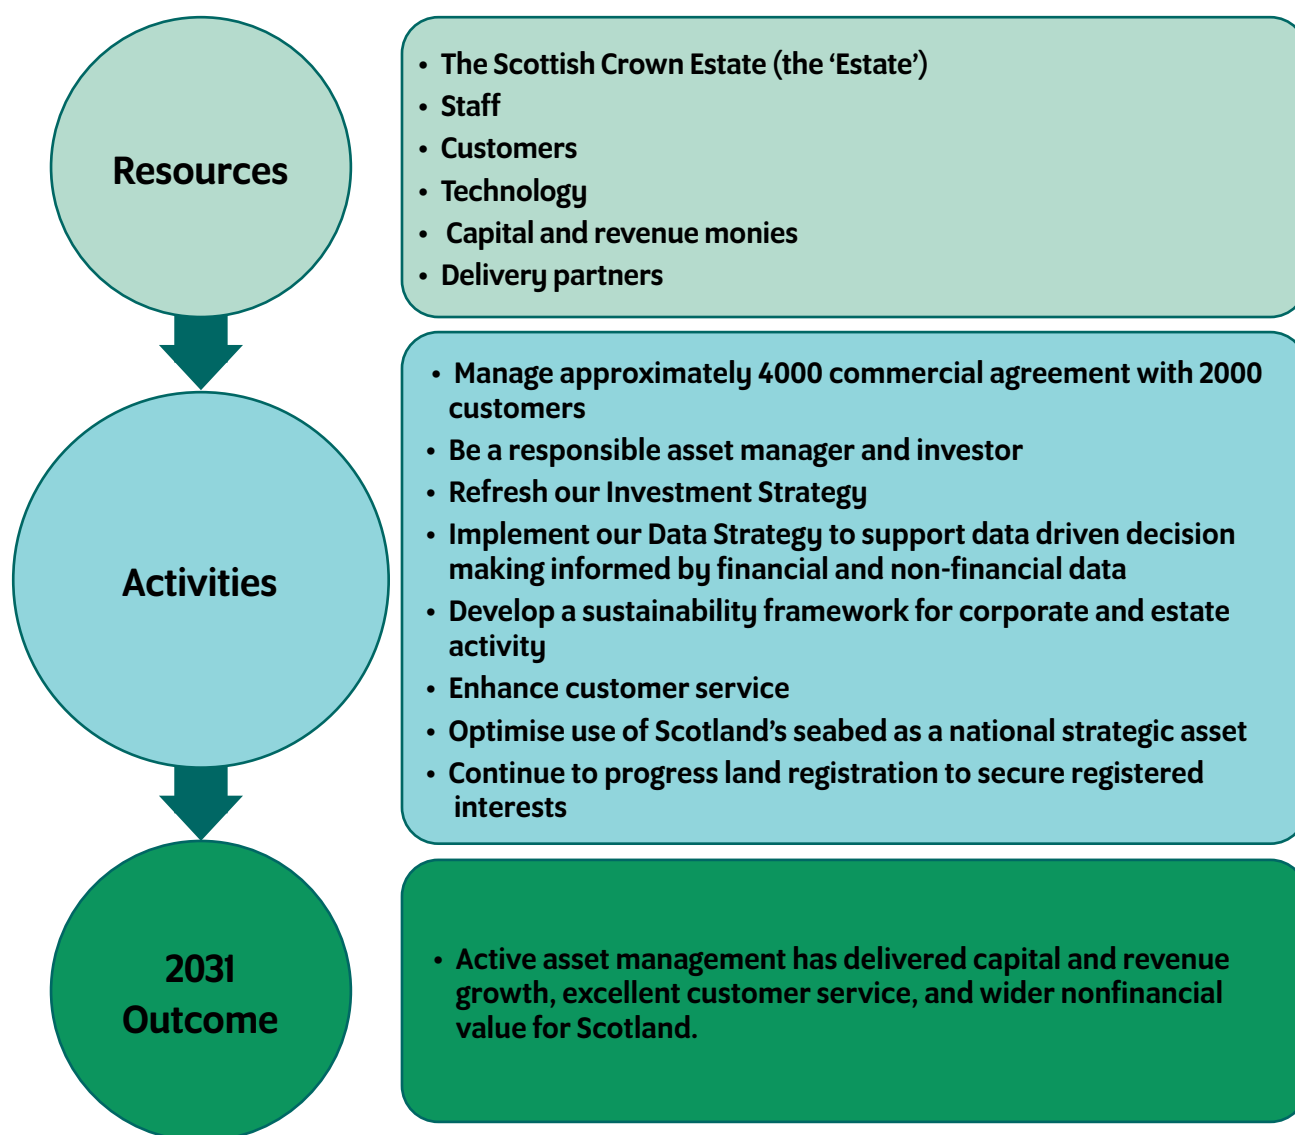 Resources
• The Scottish Crown Estate (the ‘Estate’)
• Staff
• Customers
• Technology
• Capital and revenue monies
• Delivery partners
Activities
• Manage approximately 4000 commercial agreement with 2000
customers
• Be a responsible asset manager and investor
• Refresh our Investment Strategy
• Implement our Data Strategy to support data driven decision
making informed by financial and non-financial data
• Develop a sustainability framework for corporate and estate
activity
• Enhance customer service
• Optimise use of Scotland’s seabed as a national strategic asset
• Continue to progress land registration to secure registered
interests
2031
Outcome
• Active asset management has delivered capital and revenue
growth, excellent customer service, and wider nonfinancial
value for Scotland.